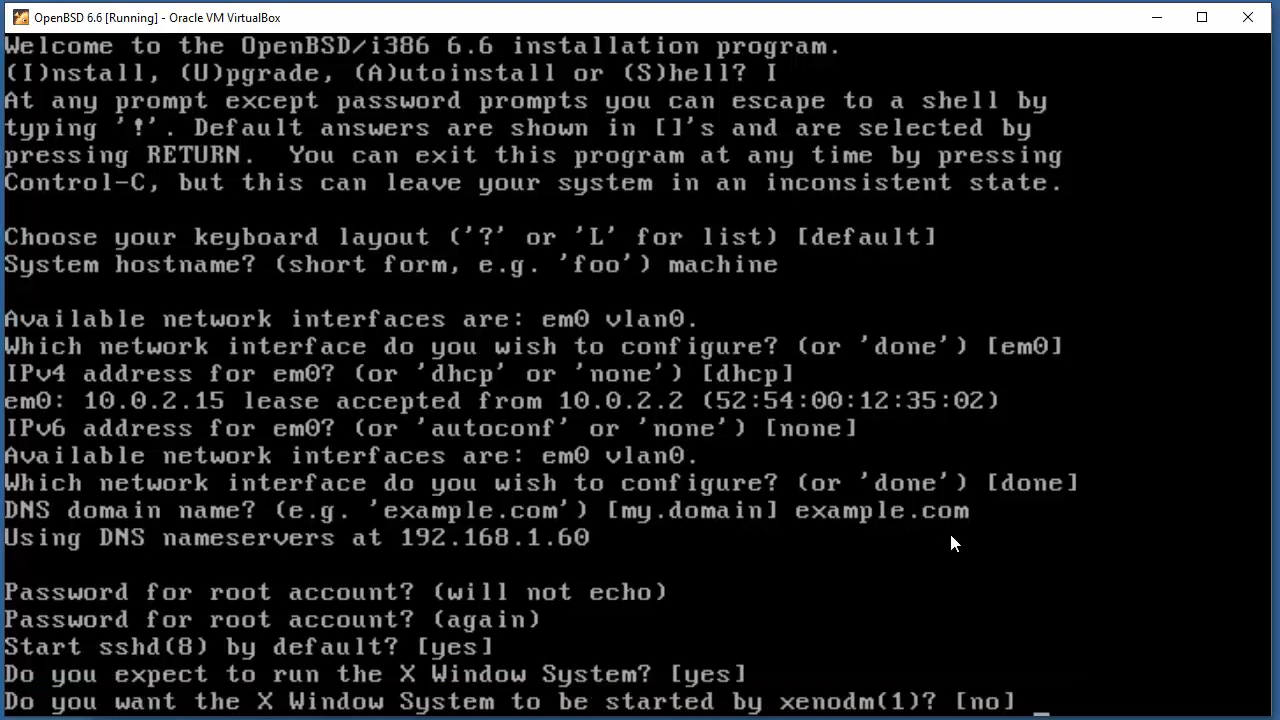 OpenBSD 6.6 [Running] - Oracle VM VirtualBox
Welcome to the OpenBSD/i386 6.6 installation program.
(I)nstall, (U)pgrade, (A)utoinstall or (S)hell? I
At any prompt except password prompts you can escape to a shell by
typing '!'. Default answers are shown in []'s and are selected by
pressing RETURN.  You can exit this program at any time by pressing
Control-C, but this can leave your system in an inconsistent state.
Choose your keyboard layout ('?' or 'L' for list) [default]
System hostname? (short form, e.g. 'foo') machine
Available network interfaces are: em0 vlan0.
Which network interface do you wish to configure? (or 'done') [em0]
IPv4 address for em0? (or 'dhcp' or 'none') [dhcp]
em0: 10.0.2.15 lease accepted from 10.0.2.2 (52:54:00:12:35:02)
IPv6 address for em0? (or 'autoconf' or 'none') [none]
Available network interfaces are: em0 vlan0.
Which network interface do you wish to configure? (or 'done') [done]
DNS domain name? (e.g. 'example.com') [my.domain] example.com
Using DNS nameservers at 192.168.1.60
Password for root account? (will not echo)
Password for root account? (again)
Start sshd(8) by default? [yes]
Do you expect to run the X Window System? [yes]
Do you want the X Window System to be started by xenodm(1)? [no] _